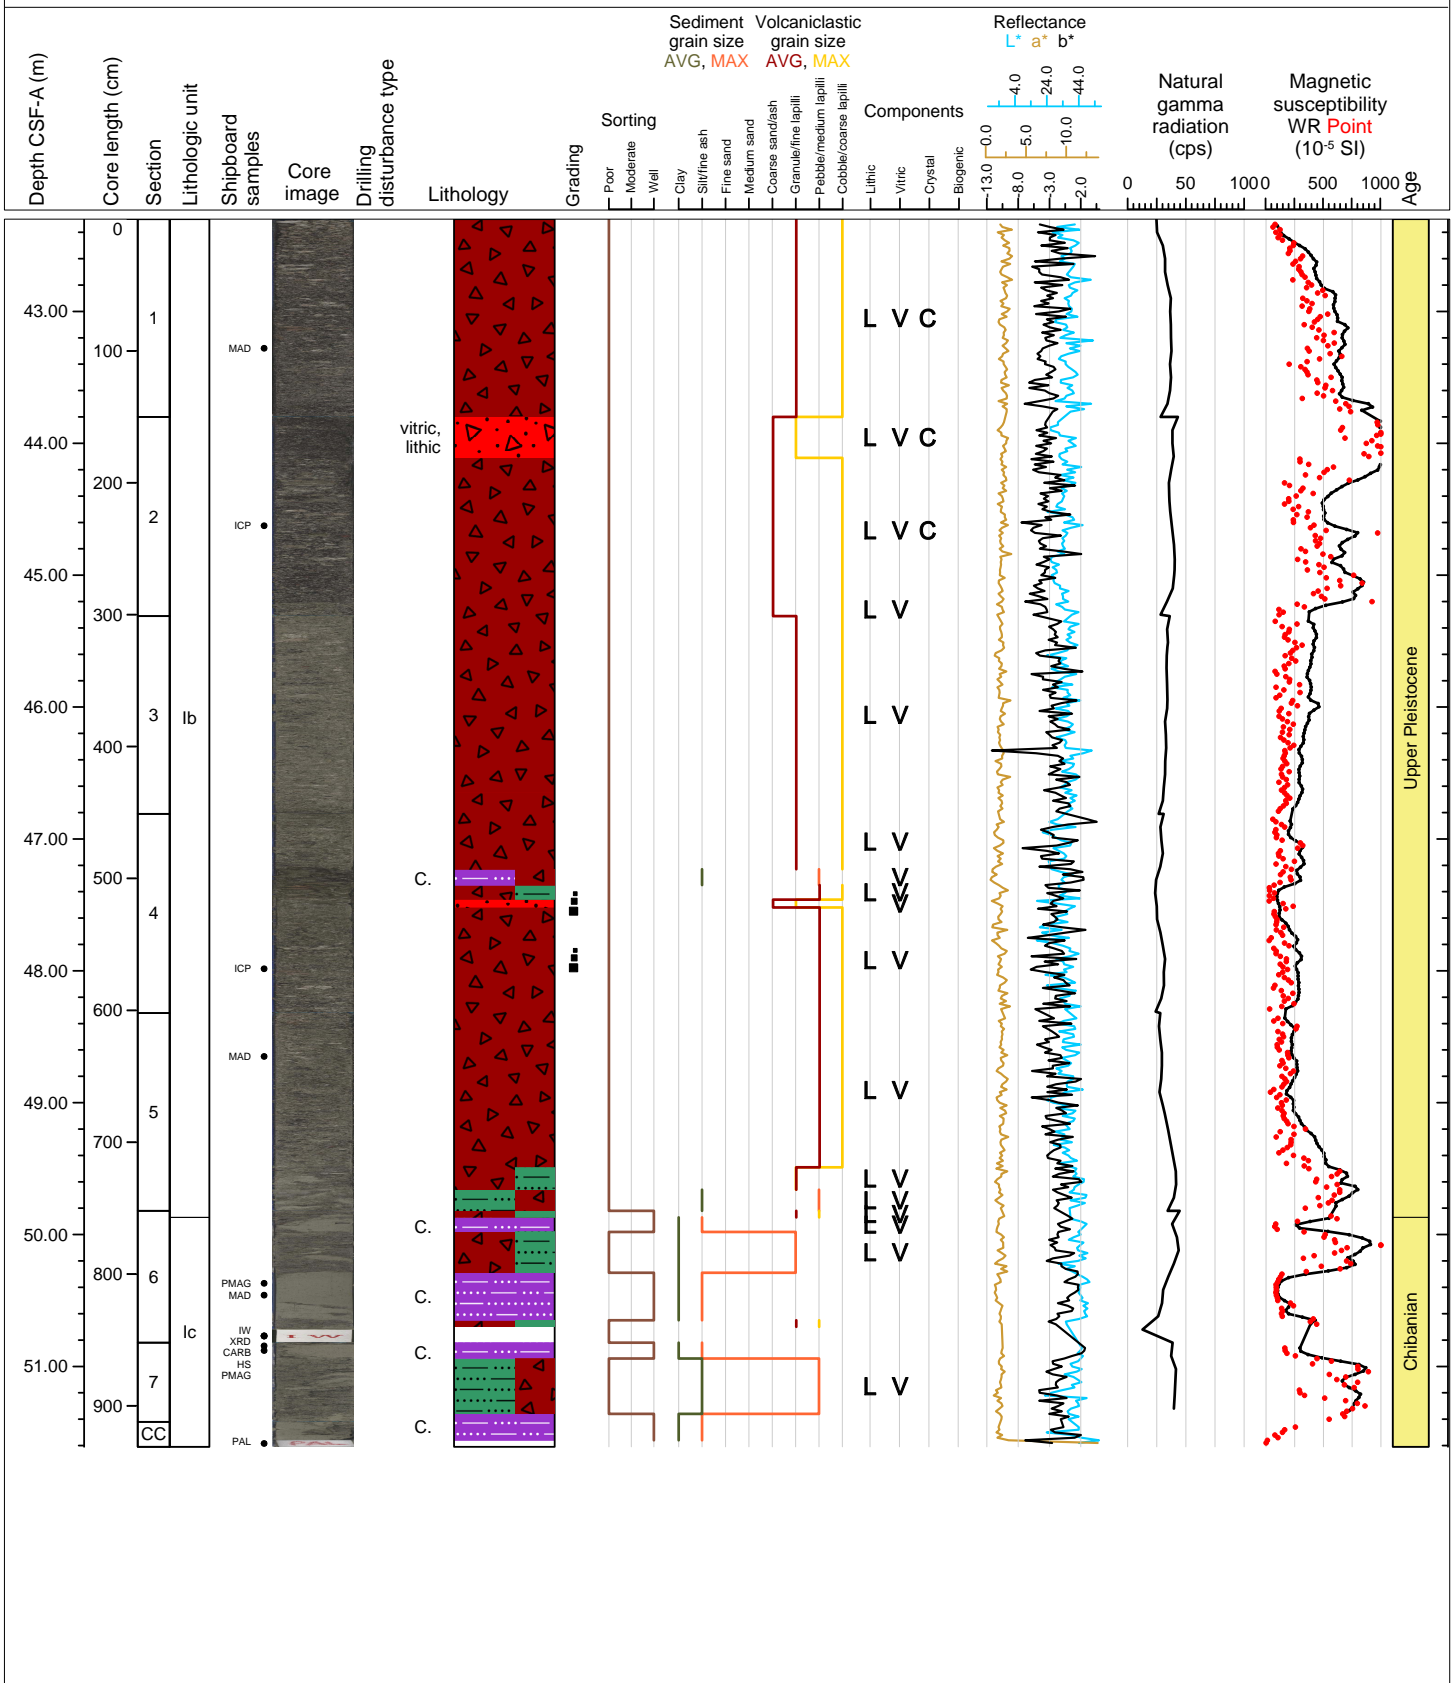 Depth CSF-A (m)
Core length (cm)
Section
Lithologic unit
Shipboard
samples
Core
image
Drilling
disturbance type
Lithology
Grading
Sorting
Poor
Moderate
Well
Sediment
grain size
AVG, MAX
Volcaniclastic
grain size
AVG, MAX
Clay
Silt/fine ash
Fine sand
Medium sand
Coarse sand/ash
Granule/fine lapilli
Pebble/medium lapilli
Cobble/coarse lapilli
Components
Lithic
Vitric
Crystal
Biogenic
Reflectance
L* a* b*
4.0 24.0 44.0
0.0 5.0 10.0
-13.0 -8.0 -3.0 2.0
Natural
gamma
radiation
(cps)
0 50 100
Magnetic
susceptibility
WR Point
(10-5 SI)
0 500 1000
Age
0
43.00
1
L V C
100
MAD
vitric,
lithic
44.00
L V C
200
2
ICP
L V C
45.00
300
L V
Upper Pleistocene
46.00
3
Ib
L V
400
47.00
L V
500
C.
V
L V
V
4
48.00
ICP
L V
600
MAD
49.00
5
L V
700
L V
L V
L V
L V
50.00
C.
L V
L V
800
6
PMAG
MAD
C.
Ic
IW
I W
XRD
CARB
C.
HS
PMAG
51.00
7
L V
Chibanian
900
CC
C.
PAL
PAL